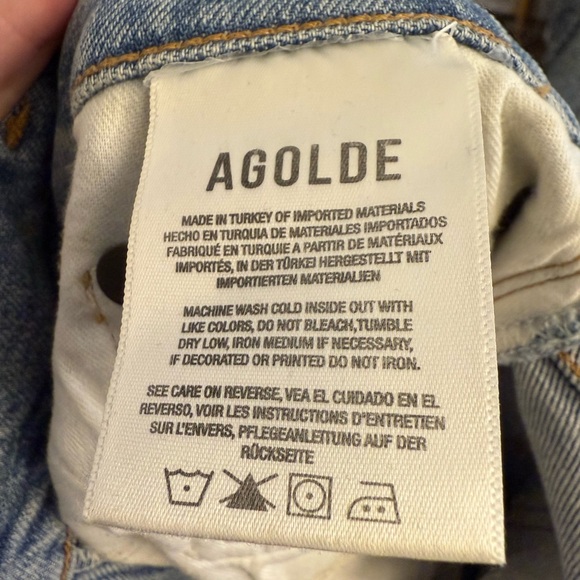 AGOLDE
MADE IN TURKEY OF IMPORTED MATERIALS
HECHO EN TURQUIA DE MATERIALES IMPORTADOS
FABRIQUÉ EN TURQUIE A PARTIR DE MATÉRIAUX
IMPORTÉS, IN DER TÜRKEI HERGESTELLT MIT
IMPORTIERTEN MATERIALIEN
MACHINE WASH COLD INSIDE OUT WITH
LIKE COLORS, DO NOT BLEACH,TUMBLE
DRY LOW, IRON MEDIUM IF NECESSARY,
IF DECORATED OR PRINTED DO NOT IRON.
SEE CARE ON REVERSE, VEA EL CUIDADO EN EL
REVERSO, VOIR LES INSTRUCTIONS D'ENTRETIEN
SUR L'ENVERS, PFLEGEANLEITUNG AUF DER
RÜCKSEITE